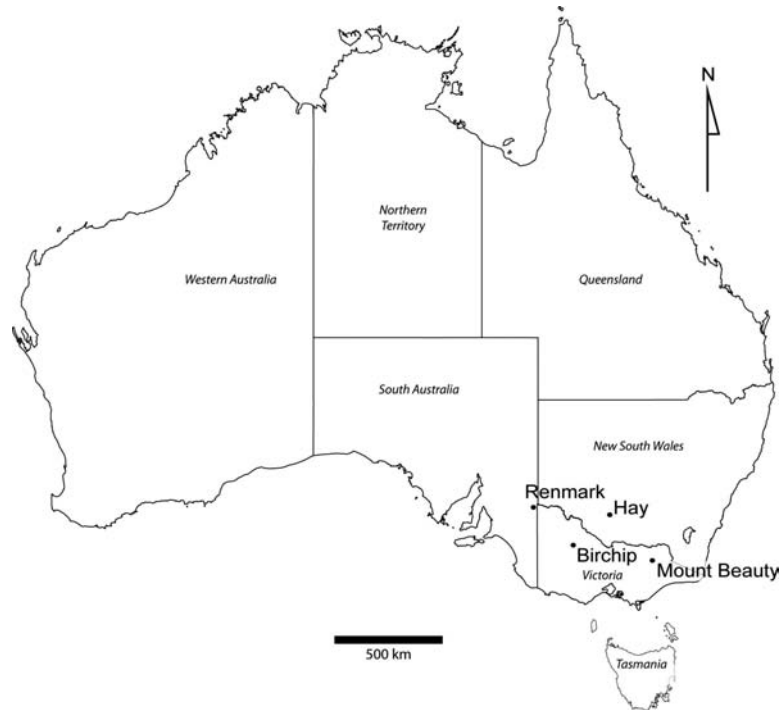 N
Northern
Territory
Western Australia
Queensland
South Australia
New South Wales
Renmark
Hay
Birchip
Mount Beauty
Victoria
500 km
Tasmania